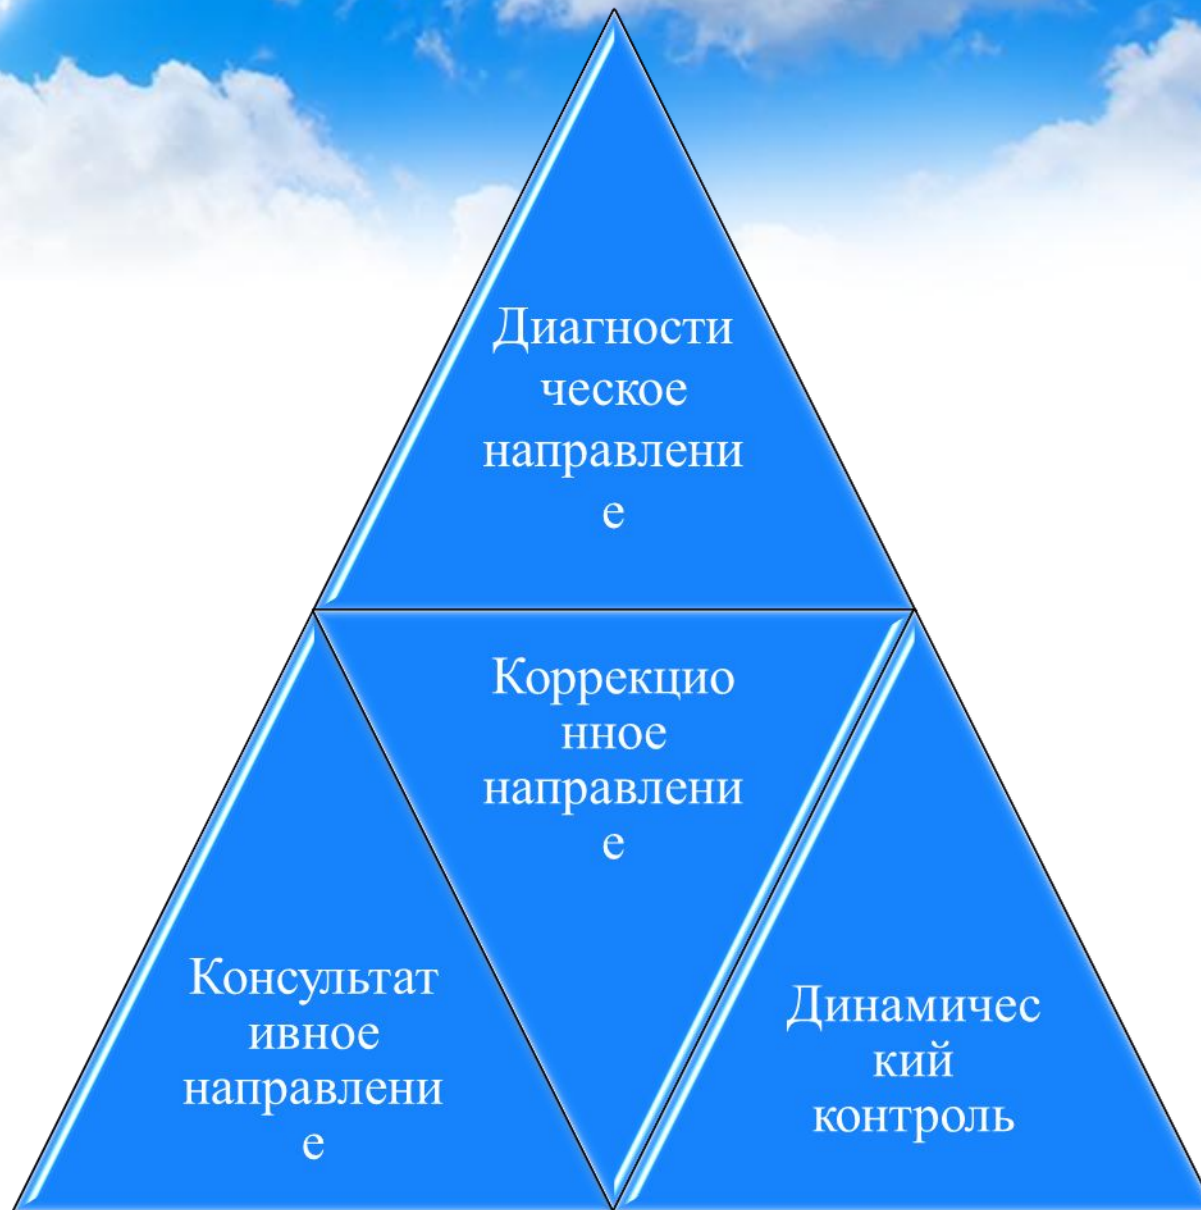 Диагности
ческое
направлени
е
Коррекцио
нное
направлени
е
Консультат
ивное
направлени
е
Динамичес
кий
контроль